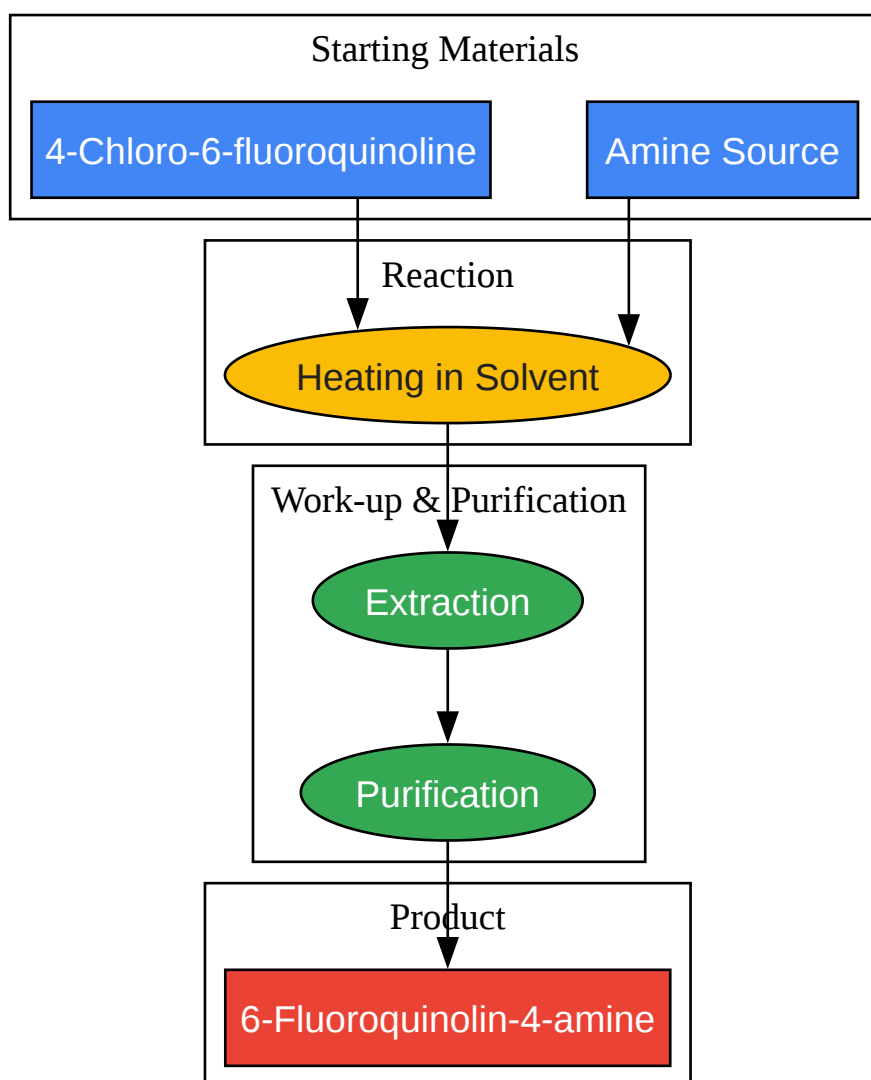 Starting Materials
4-Chloro-6-fluoroquinoline
Amine Source
Reaction
Heating in Solvent
Work-up & Purification
Extraction
Purification
Product
6-Fluoroquinolin-4-amine